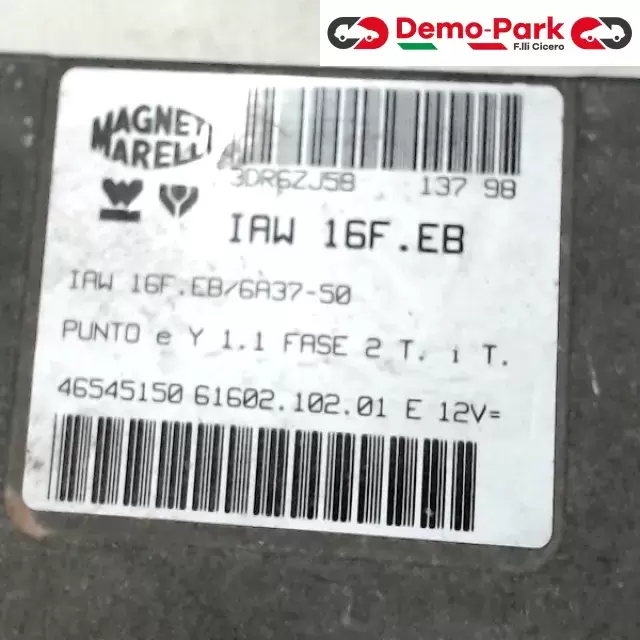 Demo-Park
F.lli Cicero
MAGNETI
MARELLI
3DR6ZJ58 137 98
IAW 16F.EB
IAW 16F.EB/6A37-50
PUNTO e Y 1.1 FASE 2 T. i T.
46545150 61602.102.01 E 12V=